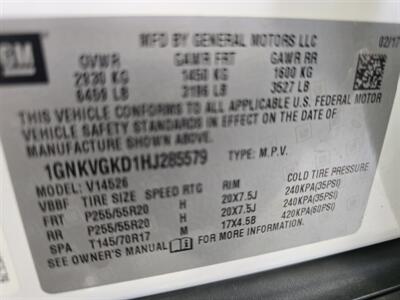 GM
MFD BY GENERAL MOTORS LLC 02/17
GVWR GAWR FRT GAWR RR
2930 KG 1450 KG 1600 KG
6459 LB 3196 LB 3527 LB
THIS VEHICLE CONFORMS TO ALL APPLICABLE U.S. FEDERAL MOTOR
VEHICLE SAFETY AND THEFT PREVENTION STANDARDS IN EFFECT ON THE DATE OF
MANUFACTURE SHOWN ABOVE.
1GNKVGKD1HJ285579 TYPE: M.P.V.
MODEL: V14526
VBBF TIRE SIZE SPEED RTG RIM COLD TIRE PRESSURE
FRT P255/55R20 H 20X7.5J 240KPA(35PSI)
RR P255/55R20 H 20X7.5J 240KPA(35PSI)
SPA T145/70R17 M 17X4.5B 420KPA(60PSI)
SEE OWNER'S MANUAL FOR MORE INFORMATION.